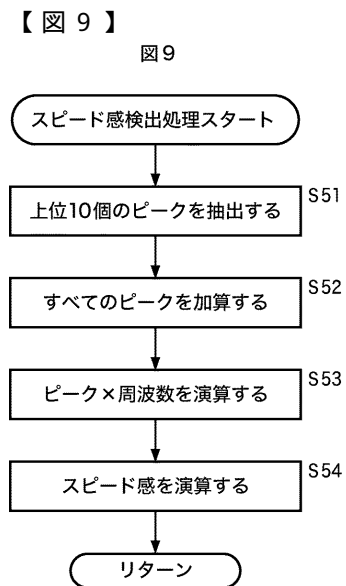 【図9】
図9
スピード感検出処理スタート
上位10個のピークを抽出する
S51
すべてのピークを加算する
S52
ピーク×周波数を演算する
S53
スピード感を演算する
S54
リターン